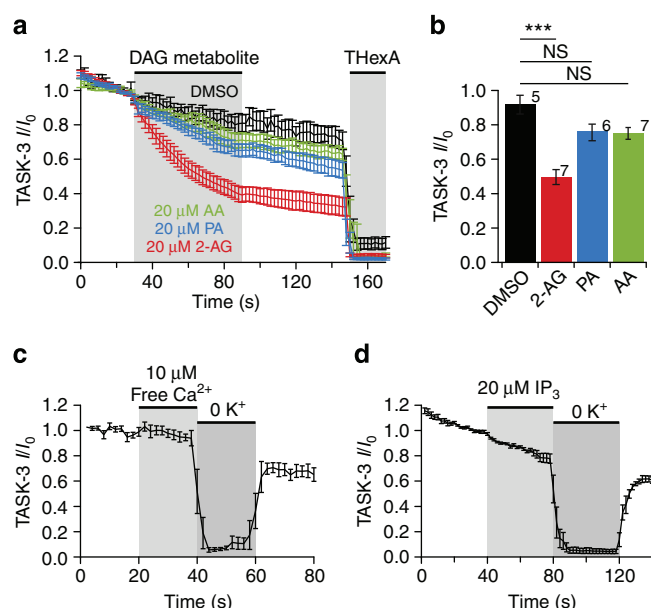 a
DAG metabolite
THexA
DMSO
TASK-3 I/I0
1.2
1.0
0.8
0.6
0.4
0.2
0.0
20 μM AA
20 μM PA
20 μM 2-AG
0 40 80 120 160
Time (s)
b
***
NS
NS
TASK-3 I/I0
1.0
0.8
0.6
0.4
0.2
0.0
5
7
6
7
DMSO
2-AG
PA
AA
c
10 μM
Free Ca2+
0 K+
TASK-3 I/I0
1.2
1.0
0.8
0.6
0.4
0.2
0.0
0 20 40 60 80
Time (s)
d
20 μM IP3
0 K+
TASK-3 I/I0
1.2
1.0
0.8
0.6
0.4
0.2
0.0
0 40 80 120
Time (s)